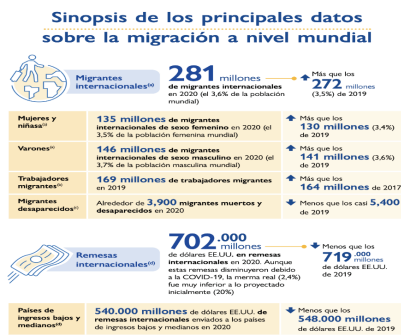 Sinopsis de los principales datos
sobre la migración a nivel mundial
Migrantes
internacionales(a)
281 millones
de migrantes internacionales
en 2020 (el 3,6% de la población
mundial)
Más que los
272 millones
(3,5%) de 2019
Mujeres y
niñas(a)
135 millones de migrantes
internacionales de sexo femenino en 2020 (el
3,5% de la población femenina mundial)
Más que los
130 millones (3,4%)
de 2019
Varones(a)
146 millones de migrantes
internacionales de sexo masculino en 2020 (el
3,7% de la población masculina mundial)
Más que los
141 millones (3,6%)
de 2019
Trabajadores
migrantes(b)
169 millones de trabajadores migrantes
en 2019
Más que los
164 millones de 2017
Migrantes
desaparecidos(c)
Alrededor de 3,900 migrantes muertos y
desaparecidos en 2020
Menos que los casi 5,400
de 2019
Remesas
internacionales(d)
702.000
millones
de dólares EE.UU. en remesas
internacionales en 2020. Aunque
estas remesas disminuyeron debido
a la COVID-19, la merma real (2,4%)
fue muy inferior a lo proyectado
inicialmente (20%)
Menos que los
719.000
millones
de dólares EE.UU.
de 2019
Países de
ingresos bajos y
medianos(d)
540.000 millones de dólares EE.UU. de
remesas internacionales enviados a los países
de ingresos bajos y medianos en 2020
Menos que los
548.000 millones
de dólares EE.UU. de 2019